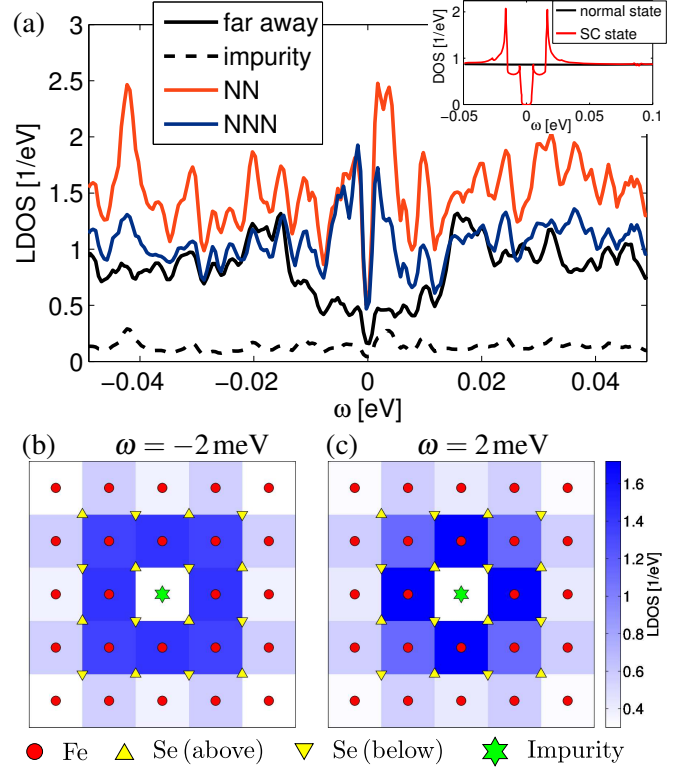 (a)
far away
impurity
NN
NNN
LDOS [1/eV]
3
2.5
2
1.5
1
0.5
0
−0.04
−0.02
0
0.02
0.04
ω [eV]
DOS [1/eV]
2
1
0
−0.05
0
0.05
0.1
ω [eV]
normal state
SC state
(b) ω = −2 meV
(c) ω = 2 meV
1.6
1.4
1.2
1
0.8
0.6
0.4
LDOS [1/eV]
Fe Se (above) Se (below) Impurity